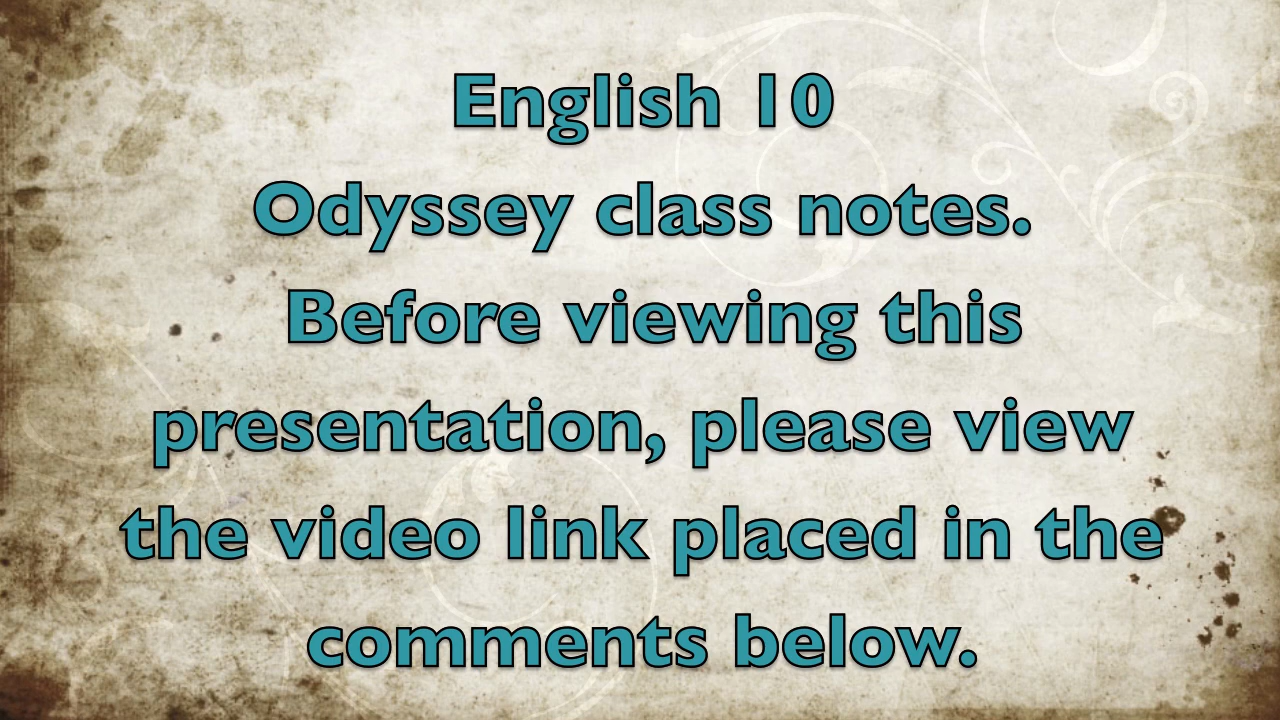 English 10
Odyssey class notes.
Before viewing this
presentation, please view
the video link placed in the
comments below.